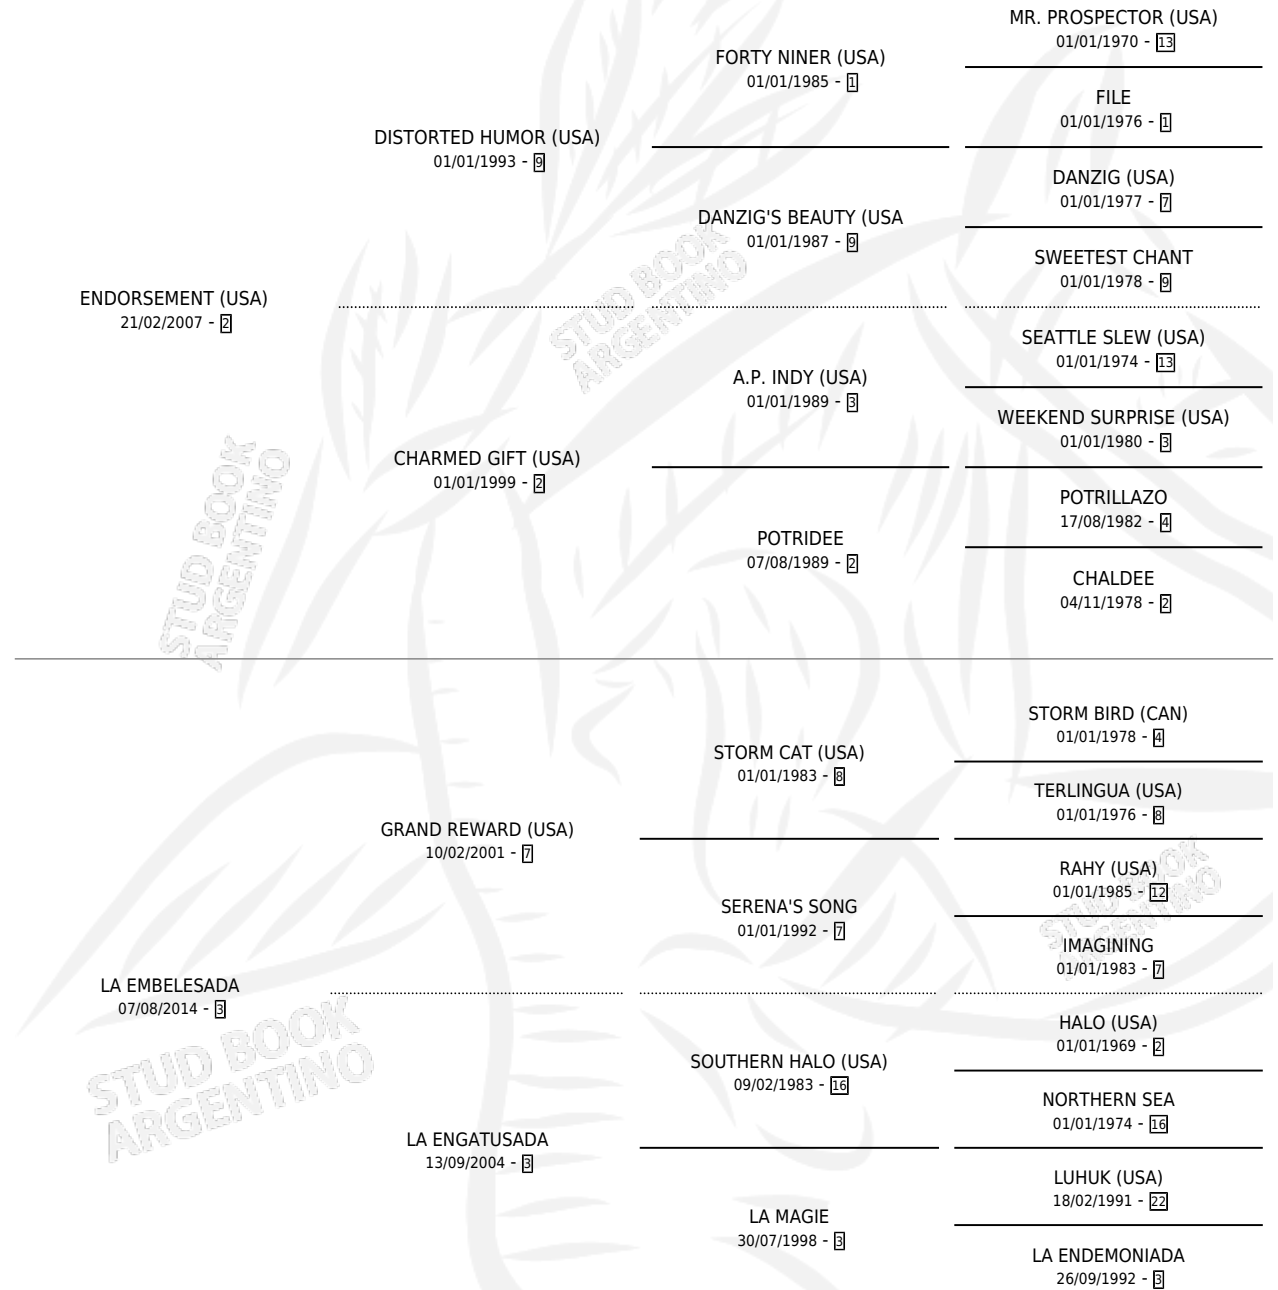 MR. PROSPECTOR (USA)
01/01/1970 - 13
FORTY NINER (USA)
01/01/1985 - 1
FILE
01/01/1976 - 1
DISTORTED HUMOR (USA)
01/01/1993 - 9
DANZIG (USA)
01/01/1977 - 7
DANZIG'S BEAUTY (USA
01/01/1987 - 9
SWEETEST CHANT
01/01/1978 - 9
ENDORSEMENT (USA)
21/02/2007 - 2
SEATTLE SLEW (USA)
01/01/1974 - 13
A.P. INDY (USA)
01/01/1989 - 3
WEEKEND SURPRISE (USA)
01/01/1980 - 3
CHARMED GIFT (USA)
01/01/1999 - 2
POTRILLAZO
17/08/1982 - 4
POTRIDEE
07/08/1989 - 2
CHALDEE
04/11/1978 - 2
STORM BIRD (CAN)
01/01/1978 - 4
STORM CAT (USA)
01/01/1983 - 8
TERLINGUA (USA)
01/01/1976 - 8
GRAND REWARD (USA)
10/02/2001 - 7
RAHY (USA)
01/01/1985 - 12
SERENA'S SONG
01/01/1992 - 7
IMAGINING
01/01/1983 - 7
LA EMBELESADA
07/08/2014 - 3
HALO (USA)
01/01/1969 - 2
SOUTHERN HALO (USA)
09/02/1983 - 16
NORTHERN SEA
01/01/1974 - 16
LA ENGATUSADA
13/09/2004 - 3
LUHUK (USA)
18/02/1991 - 22
LA MAGIE
30/07/1998 - 3
LA ENDEMONIADA
26/09/1992 - 3
STUD BOOK
ARGENTINO
STUD BOOK
ARGENTINO
STUD BOOK
ARGENTINO
STUD BOOK
ARGENTINO